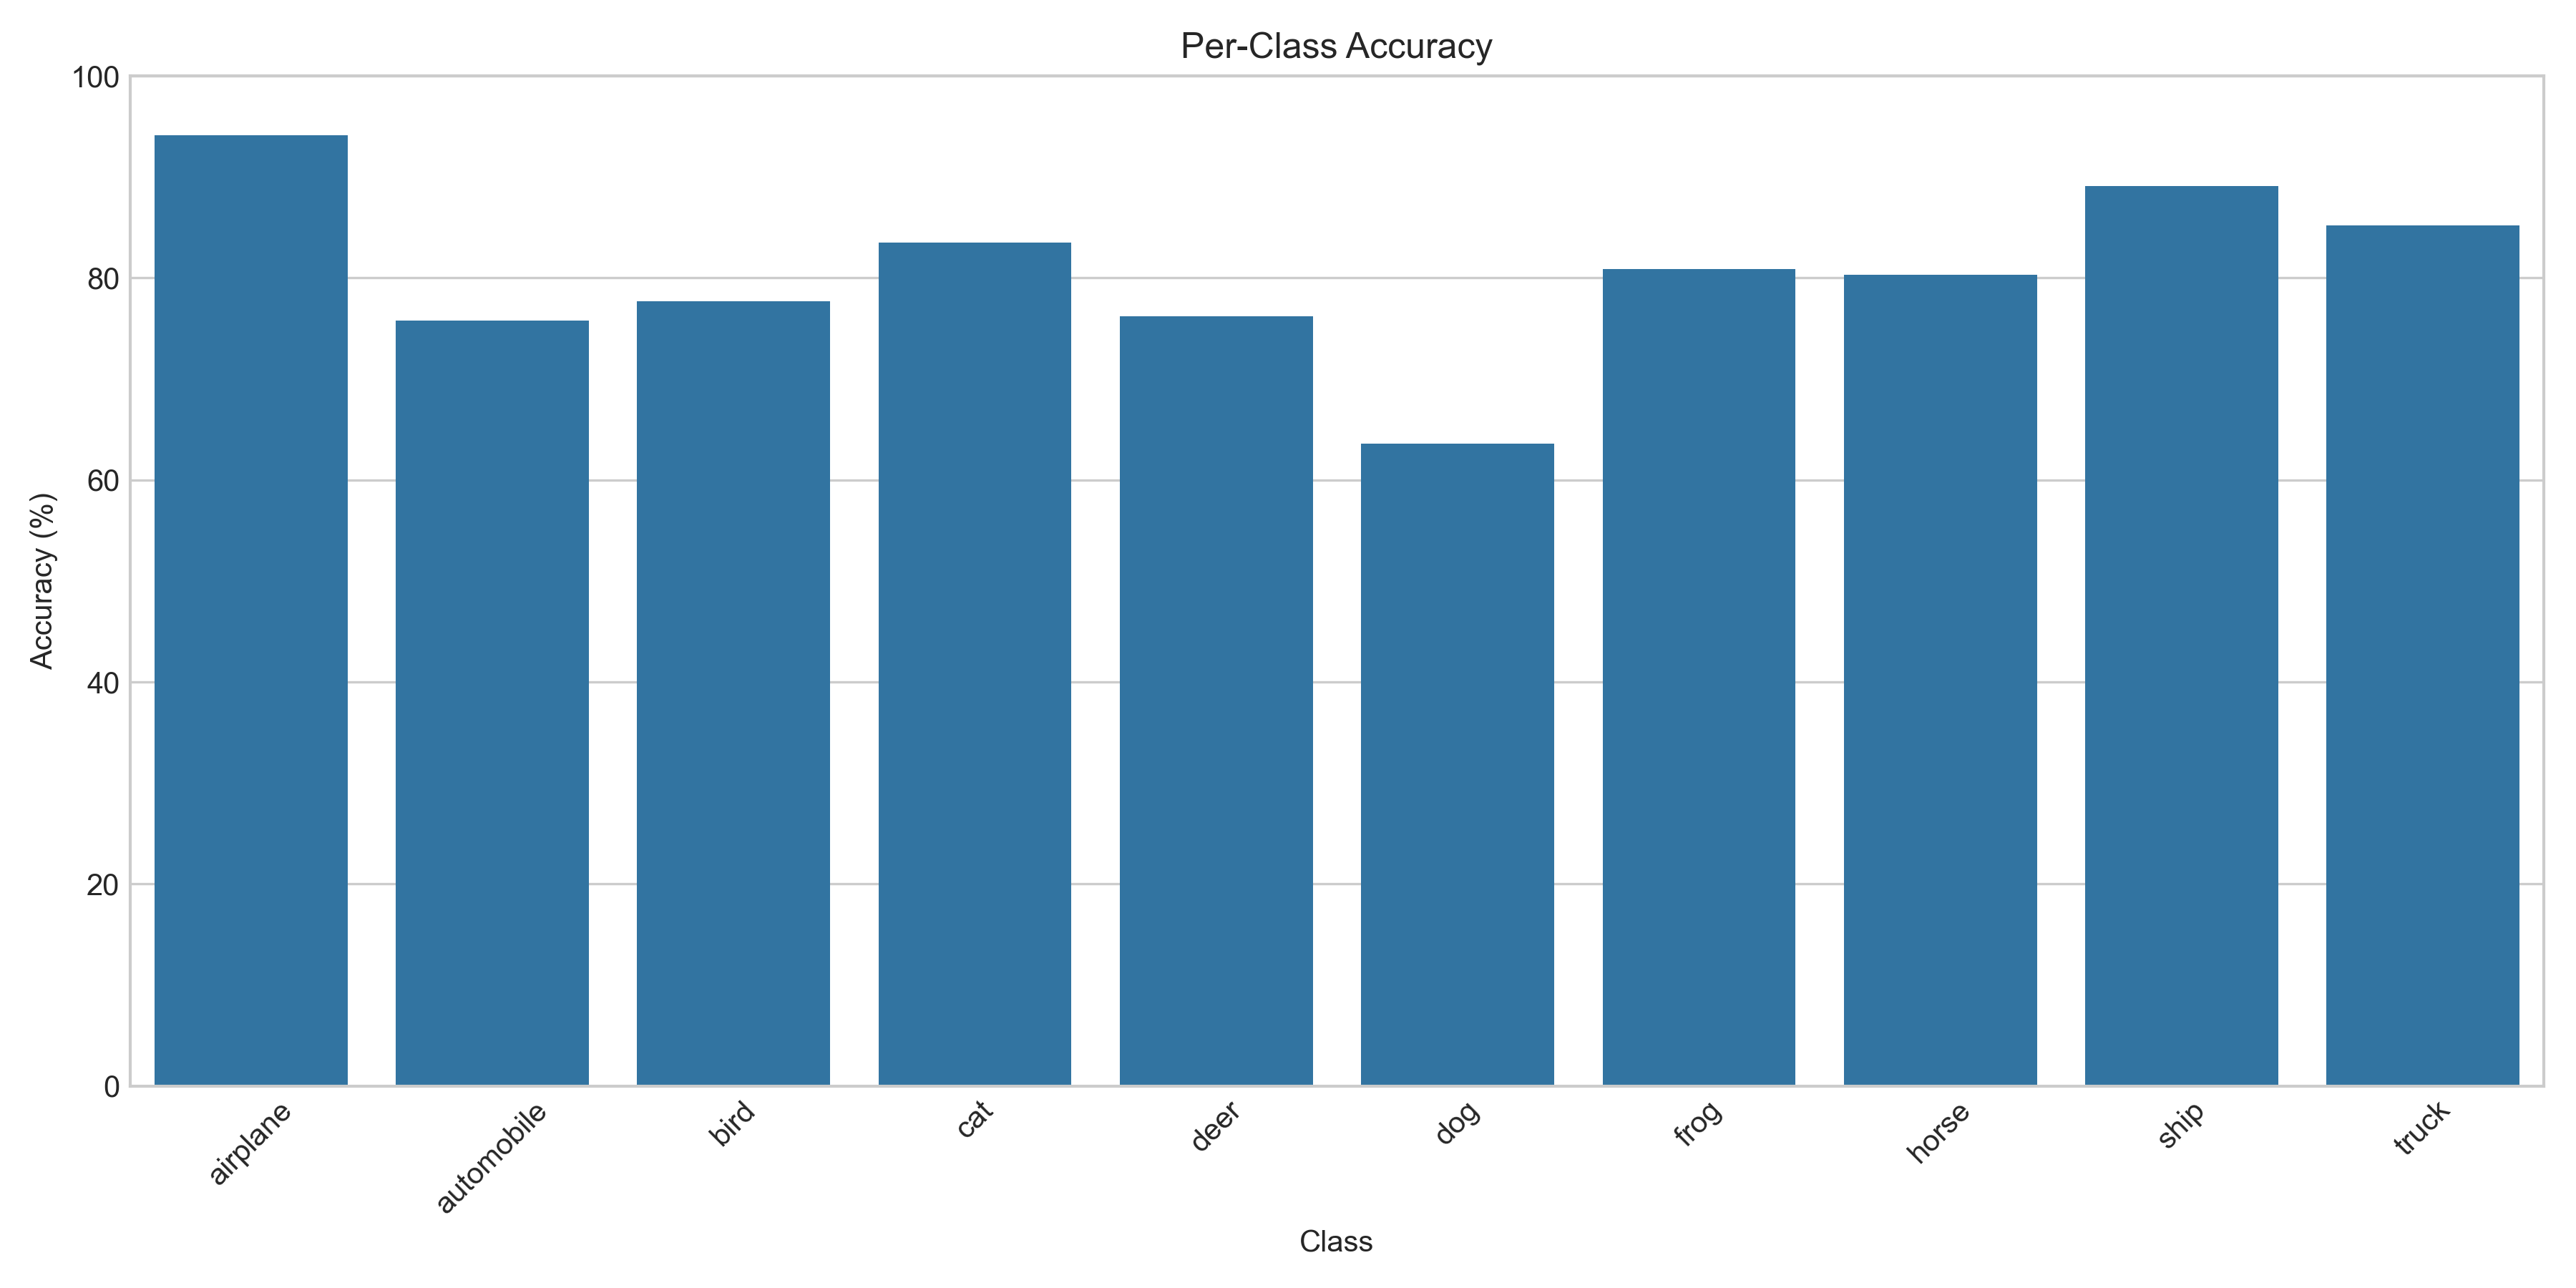 Per-Class Accuracy
100
80
60
40
20
0
Accuracy (%)
airplane
automobile
bird
cat
deer
dog
frog
horse
ship
truck
Class